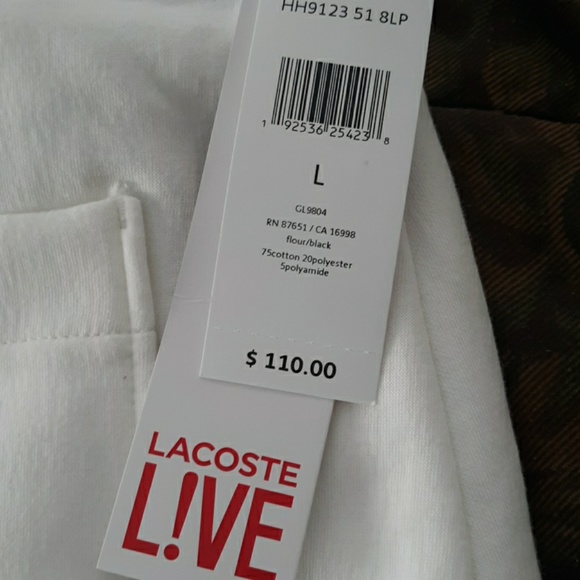 HH9123 51 8LP
1 92536 25423 8
L
GL9804
RN 87651 / CA 16998
flour/black
75cotton 20polyester
5polyamide
$ 110.00
LACOSTE
L!VE